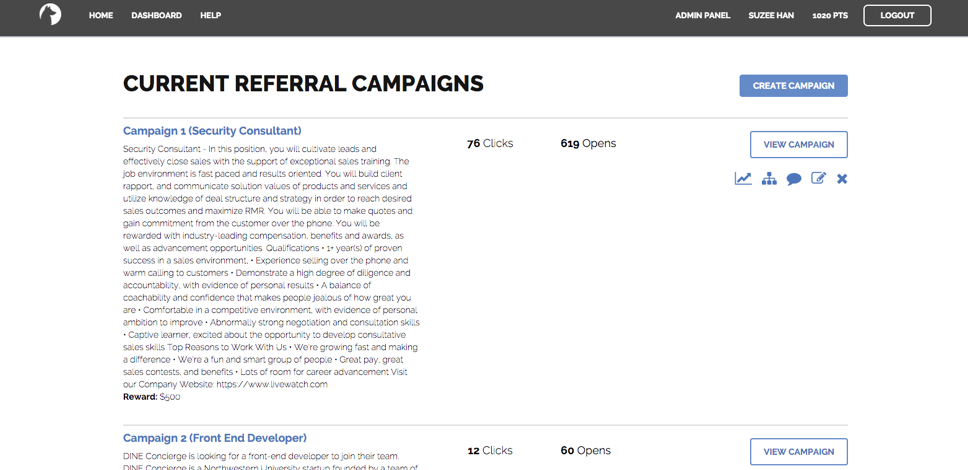 HOME DASHBOARD HELP ADMIN PANEL SUZEE HAN 1020 PTS LOGOUT
CURRENT REFERRAL CAMPAIGNS CREATE CAMPAIGN
Campaign 1 (Security Consultant)
76 Clicks 619 Opens VIEW CAMPAIGN
Security Consultant - In this position, you will cultivate leads and
effectively close sales with the support of exceptional sales training. The
job environment is fast paced and results oriented. You will build client
rapport, and communicate solution values of products and services and
utilize knowledge of deal structure and strategy in order to reach desired
sales outcomes and maximize RMR. You will be able to make quotes and
gain commitment from the customer over the phone. You will be
rewarded with industry-leading compensation, benefits and awards, as
well as advancement opportunities. Qualifications • 1+ year(s) of proven
success in a sales environment, • Experience selling over the phone and
warm calling to customers • Demonstrate a high degree of diligence and
accountability, with evidence of personal results • A balance of
coachability and confidence that makes people jealous of how great you
are • Comfortable in a competitive environment, with evidence of personal
ambition to improve • Abnormally strong negotiation and consultation skills
• Captive learner, excited about the opportunity to develop consultative
sales skills Top Reasons to Work With Us • We're growing fast and making
a difference • We're a fun and smart group of people • Great pay, great
sales contests, and benefits • Lots of room for career advancement Visit
our Company Website: https://www.livewatch.com
Reward: $500
Campaign 2 (Front End Developer)
12 Clicks 60 Opens VIEW CAMPAIGN
DINE Concierge is looking for a front-end developer to join their team.
DINE Concierge is a Northwestern University startup founded by a team of